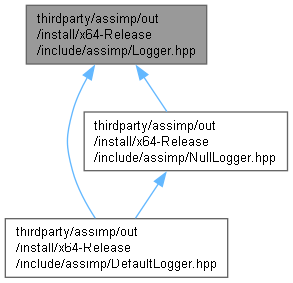 thirdparty/assimp/out
/install/x64-Release
/include/assimp/Logger.hpp
thirdparty/assimp/out
/install/x64-Release
/include/assimp/NullLogger.hpp
thirdparty/assimp/out
/install/x64-Release
/include/assimp/DefaultLogger.hpp